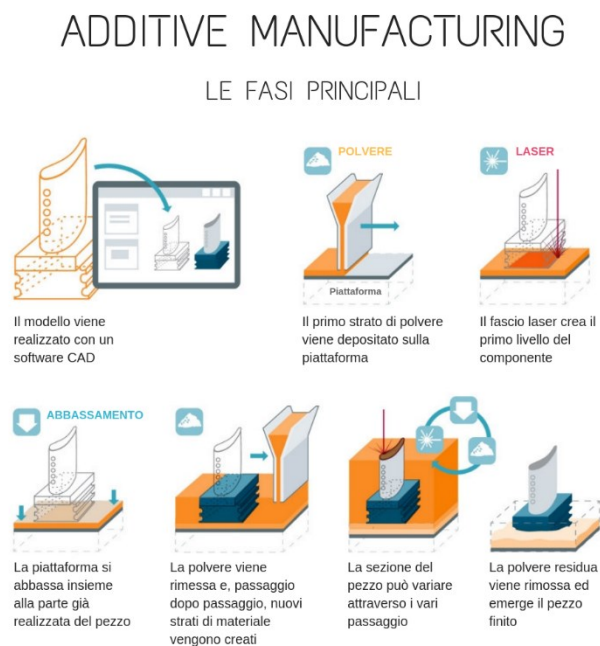 ADDITIVE MANUFACTURING
LE FASI PRINCIPALI
Il modello viene
realizzato con un
software CAD
POLVERE
Piattaforma
Il primo strato di polvere
viene depositato sulla
piattaforma
LASER
Il fascio laser crea il
primo livello del
componente
ABBASSAMENTO
La piattaforma si
abbassa insieme
alla parte già
realizzata del pezzo
La polvere viene
rimessa e, passaggio
dopo passaggio, nuovi
strati di materiale
vengono creati
La sezione del
pezzo può variare
attraverso i vari
passaggio
La polvere residua
viene rimossa ed
emerge il pezzo
finito